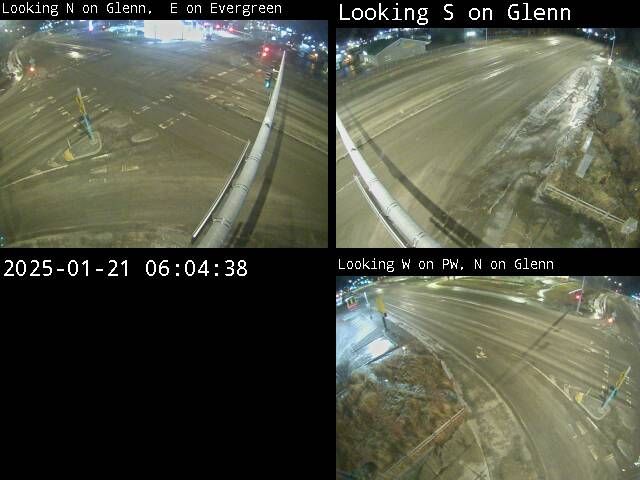 Looking N on Glenn,  E on Evergreen
Looking S on Glenn
2025-01-21 06:04:38
Looking W on PW, N on Glenn